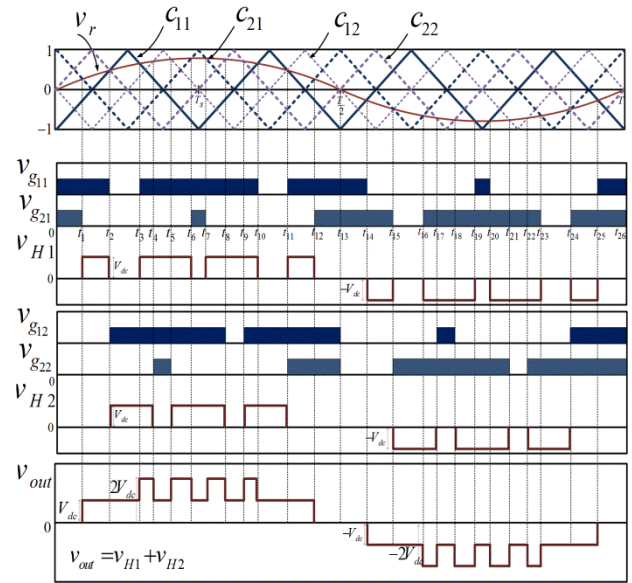 v_r c_11 c_21 c_12 c_22
1
0
T_s T/2 T
-1
v_g11
v_g21
0 t_1 t_2 t_3 t_4 t_5 t_6 t_7 t_8 t_9 t_10 t_11 t_12 t_13 t_14 t_15 t_16 t_17 t_18 t_19 t_20 t_21 t_22 t_23 t_24 t_25 t_26
v_H1
V_dc
0
-V_dc
v_g12
v_g22
0
v_H2
V_dc
0
-V_dc
v_out
2V_dc
V_dc
0
-V_dc
-2V_dc
v_out = v_H1 + v_H2